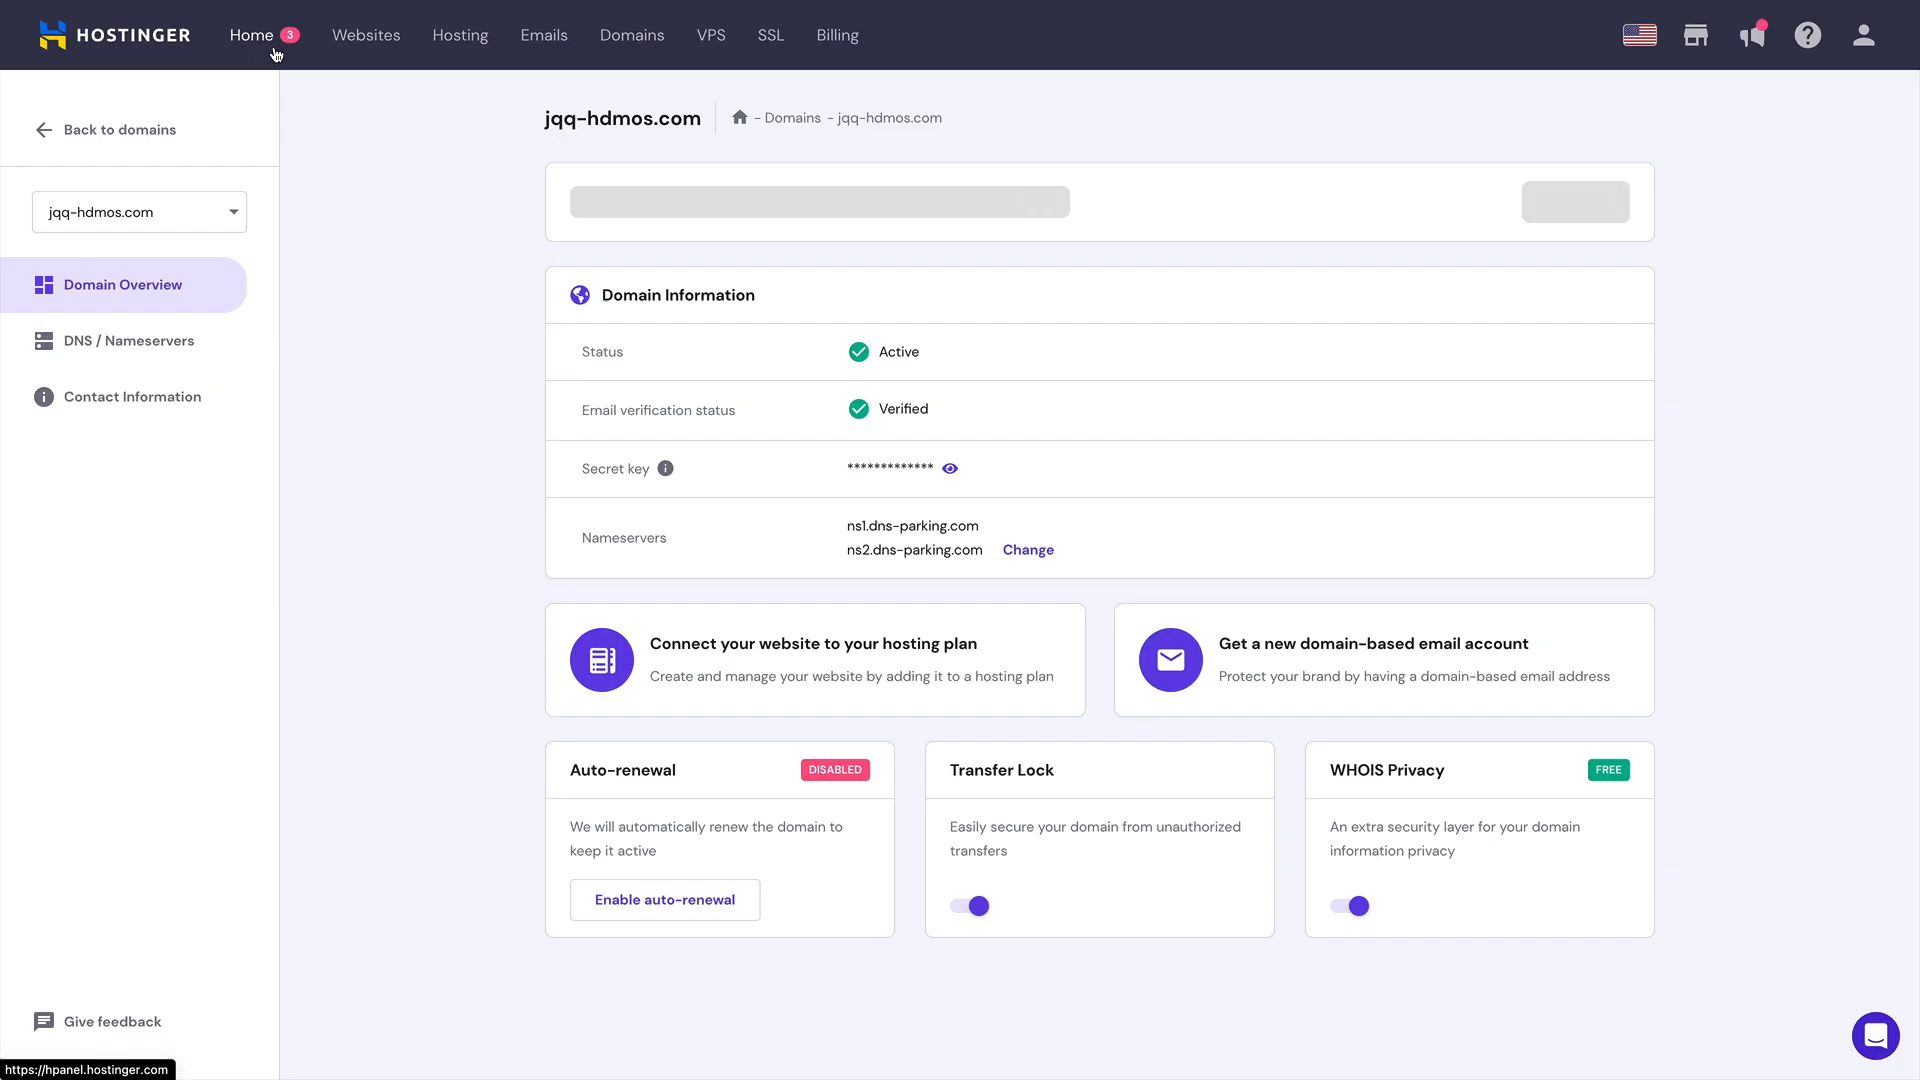 HOSTINGER
Home 3
Websites
Hosting
Emails
Domains
VPS
SSL
Billing
Back to domains
jqq-hdmos.com
Domain Overview
DNS / Nameservers
Contact Information
Give feedback
https://hpanel.hostinger.com
jqq-hdmos.com
- Domains - jqq-hdmos.com
Domain Information
Status
Active
Email verification status
Verified
Secret key
*************
Nameservers
ns1.dns-parking.com
ns2.dns-parking.com
Change
Connect your website to your hosting plan
Create and manage your website by adding it to a hosting plan
Get a new domain-based email account
Protect your brand by having a domain-based email address
Auto-renewal
DISABLED
We will automatically renew the domain to
keep it active
Enable auto-renewal
Transfer Lock
Easily secure your domain from unauthorized
transfers
WHOIS Privacy
FREE
An extra security layer for your domain
information privacy